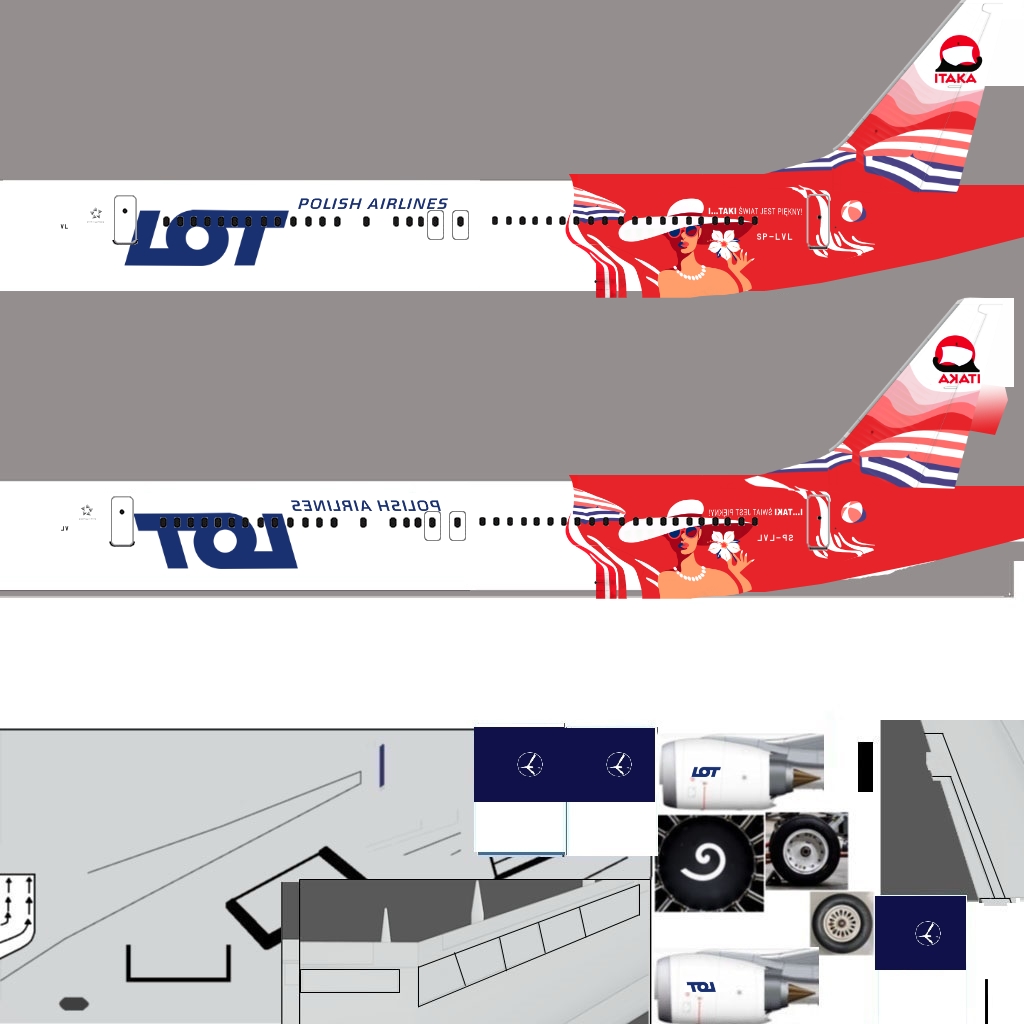 ITAKA
POLISH AIRLINES
LOT
VL
I...TAKI ŚWIAT JEST PIĘKNY!
SP-LVL
ITAKA
POLISH AIRLINES
LOT
VL
I...TAKI ŚWIAT JEST PIĘKNY!
SP-LVL
LOT
LOT